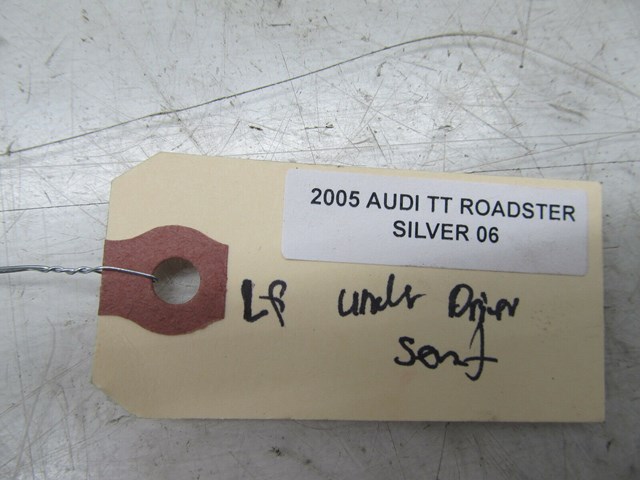 2005 AUDI TT ROADSTER
SILVER 06
Lf under Driver
seat